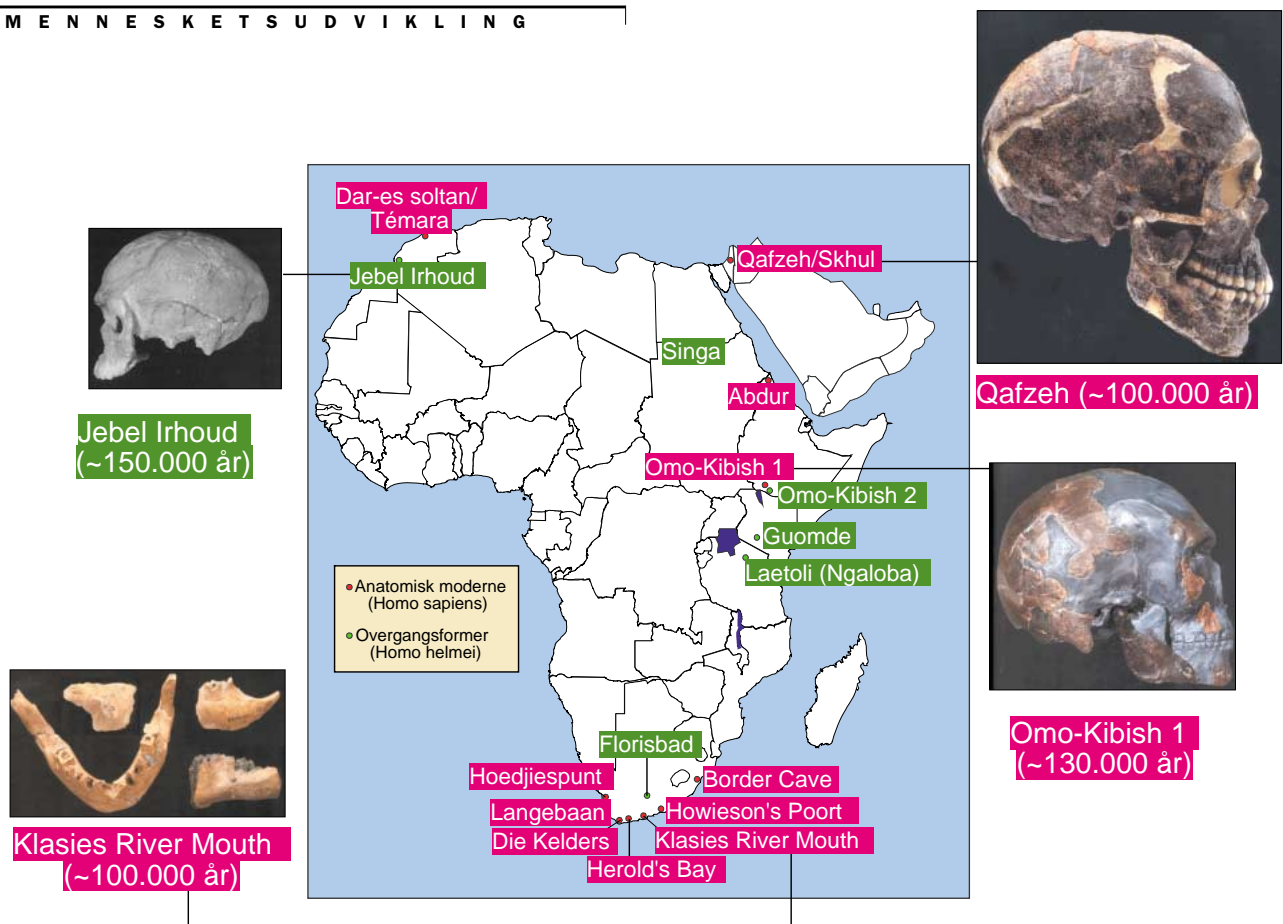 MENNESKETS UDVIKLING
Dar-es soltan/
Témara
Jebel Irhoud
Qafzeh/Skhul
Singa
Abdur
Qafzeh (~100.000 år)
Jebel Irhoud
(~150.000 år)
Omo-Kibish 1
Omo-Kibish 2
Guomde
Laetoli (Ngaloba)
Anatomisk moderne
(Homo sapiens)
Overgangsformer
(Homo helmei)
Omo-Kibish 1
(~130.000 år)
Florisbad
Hoedjiespunt
Border Cave
Langebaan
Howieson's Poort
Die Kelders
Klasies River Mouth
Herold's Bay
Klasies River Mouth
(~100.000 år)